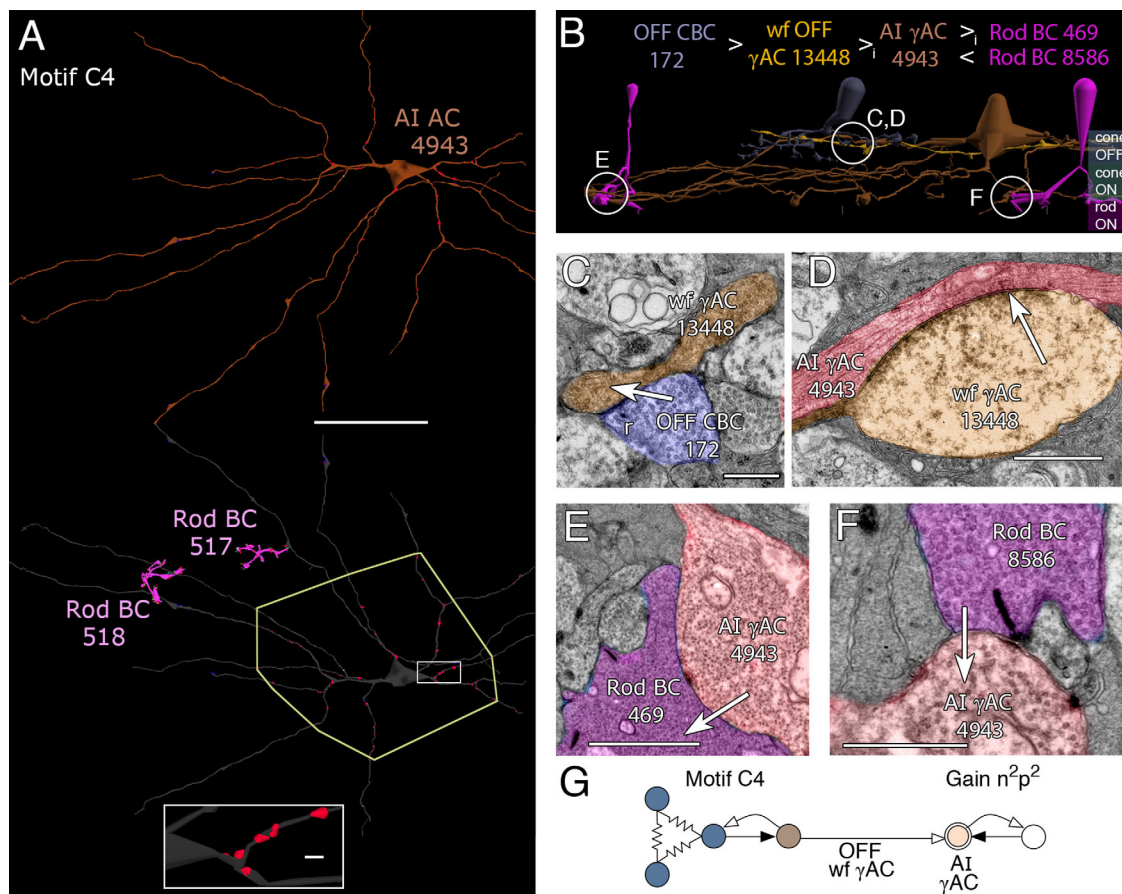 A
Motif C4
AI AC
4943
Rod BC
517
Rod BC
518
B
OFF CBC
172
>
wf OFF
γAC 13448
>i
AI γAC
4943
>i
<
Rod BC 469
Rod BC 8586
C,D
E
F
cone
OFF
cone
ON
rod
ON
C
wf γAC
13448
r
OFF CBC
172
D
AI γAC
4943
wf γAC
13448
E
AI γAC
4943
Rod BC
469
F
Rod BC
8586
AI γAC
4943
G
Motif C4
Gain n²p²
OFF
wf γAC
AI
γAC